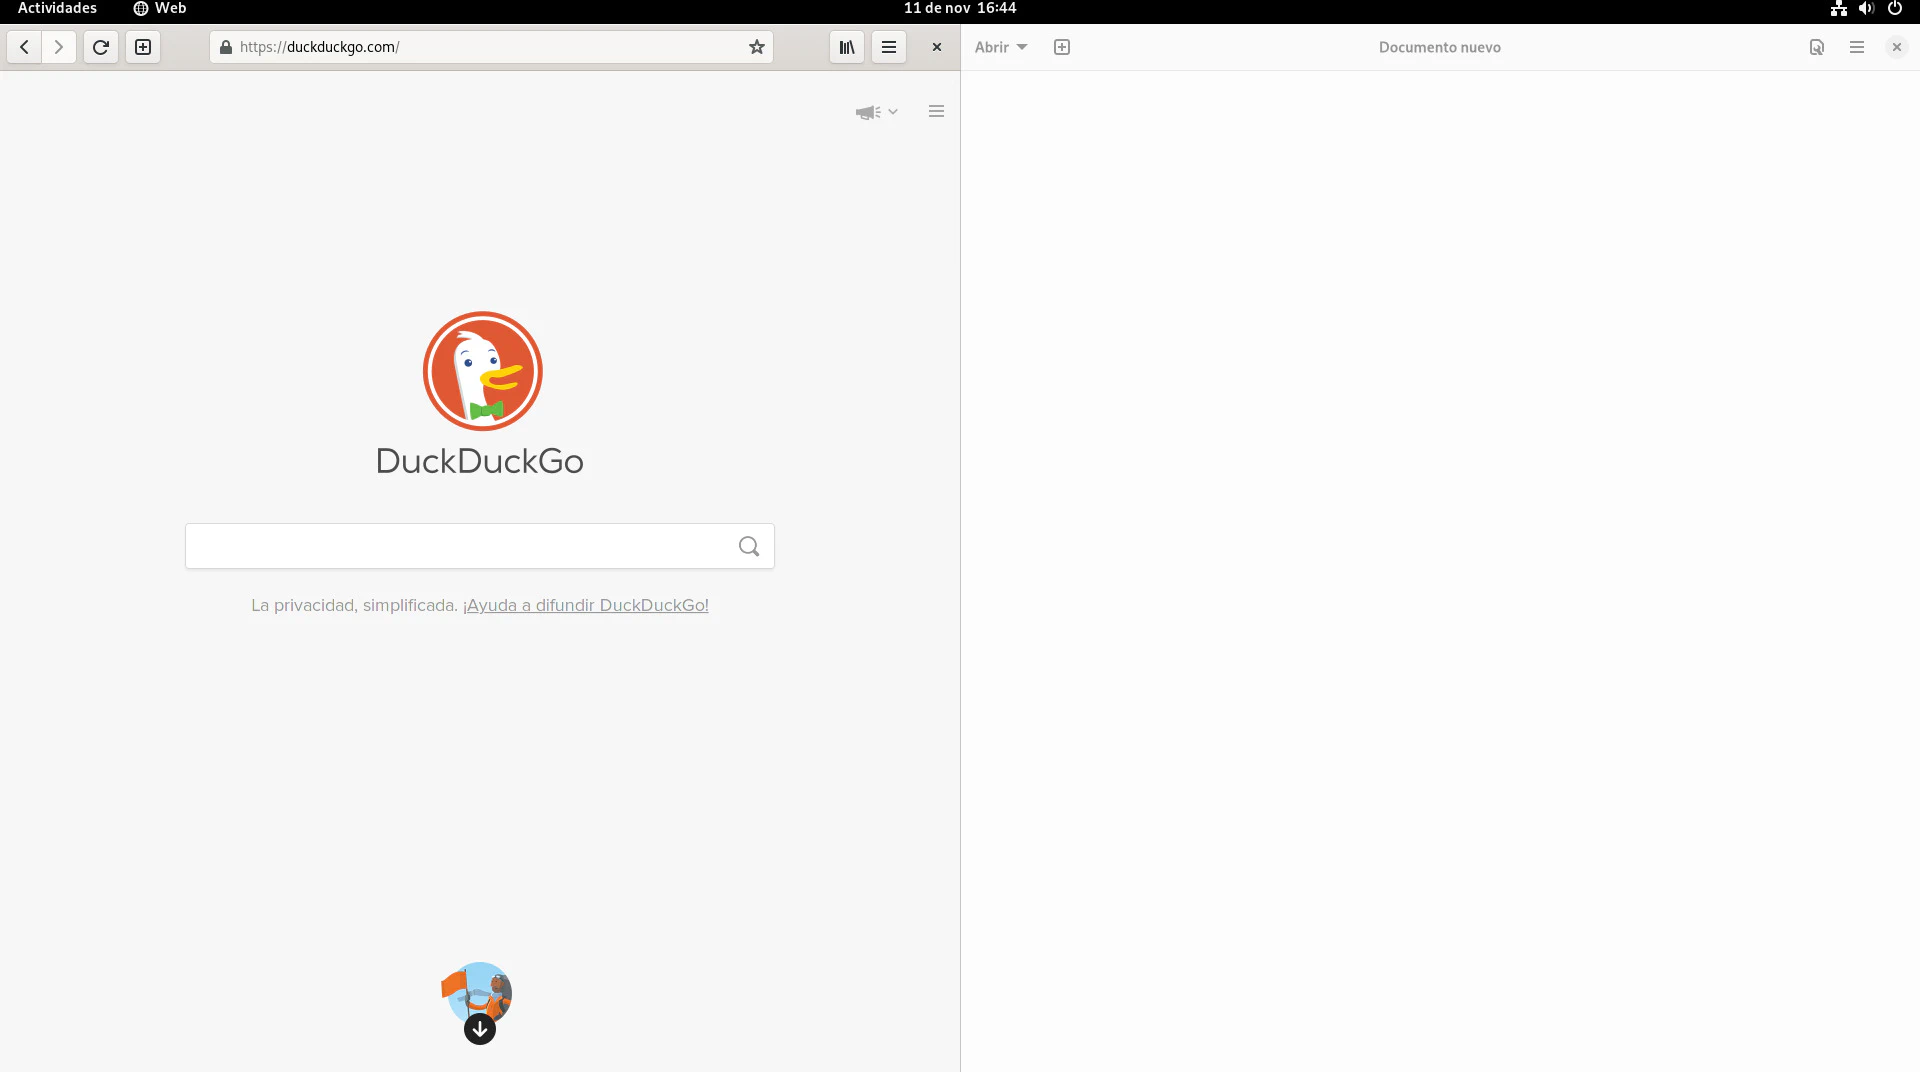 Actividades Web 11 de nov 16:44
https://duckduckgo.com/
Abrir Documento nuevo
DuckDuckGo
La privacidad, simplificada. ¡Ayuda a difundir DuckDuckGo!